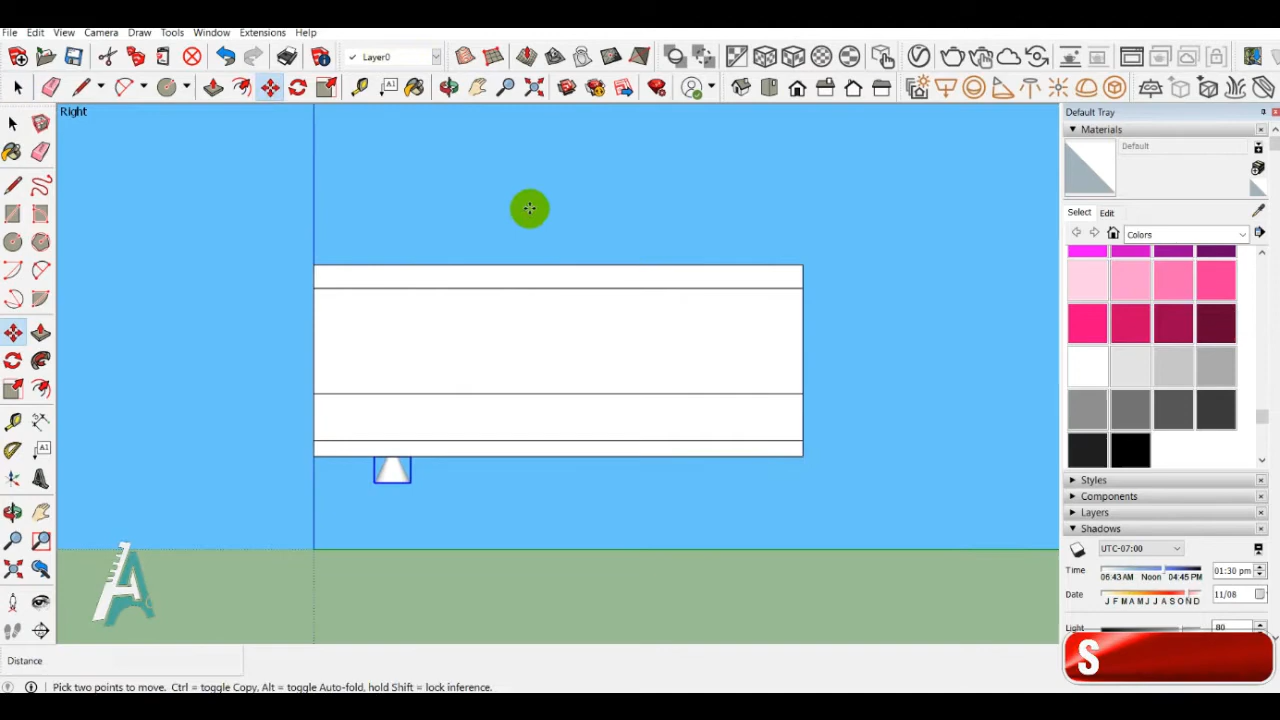 File Edit View Camera Draw Tools Window Extensions Help
✓ Layer0
A1
Right
Default Tray
Materials
Default
Select Edit
Colors
A1
Styles
Components
Layers
Shadows
UTC-07:00
Time 06:43 AM Noon 04:45 PM 01:30 pm
Date J F M A M J J A S O N D 11/08
Light 80
Distance
S
Pick two points to move. Ctrl = toggle Copy, Alt = toggle Auto-fold, hold Shift = lock inference.